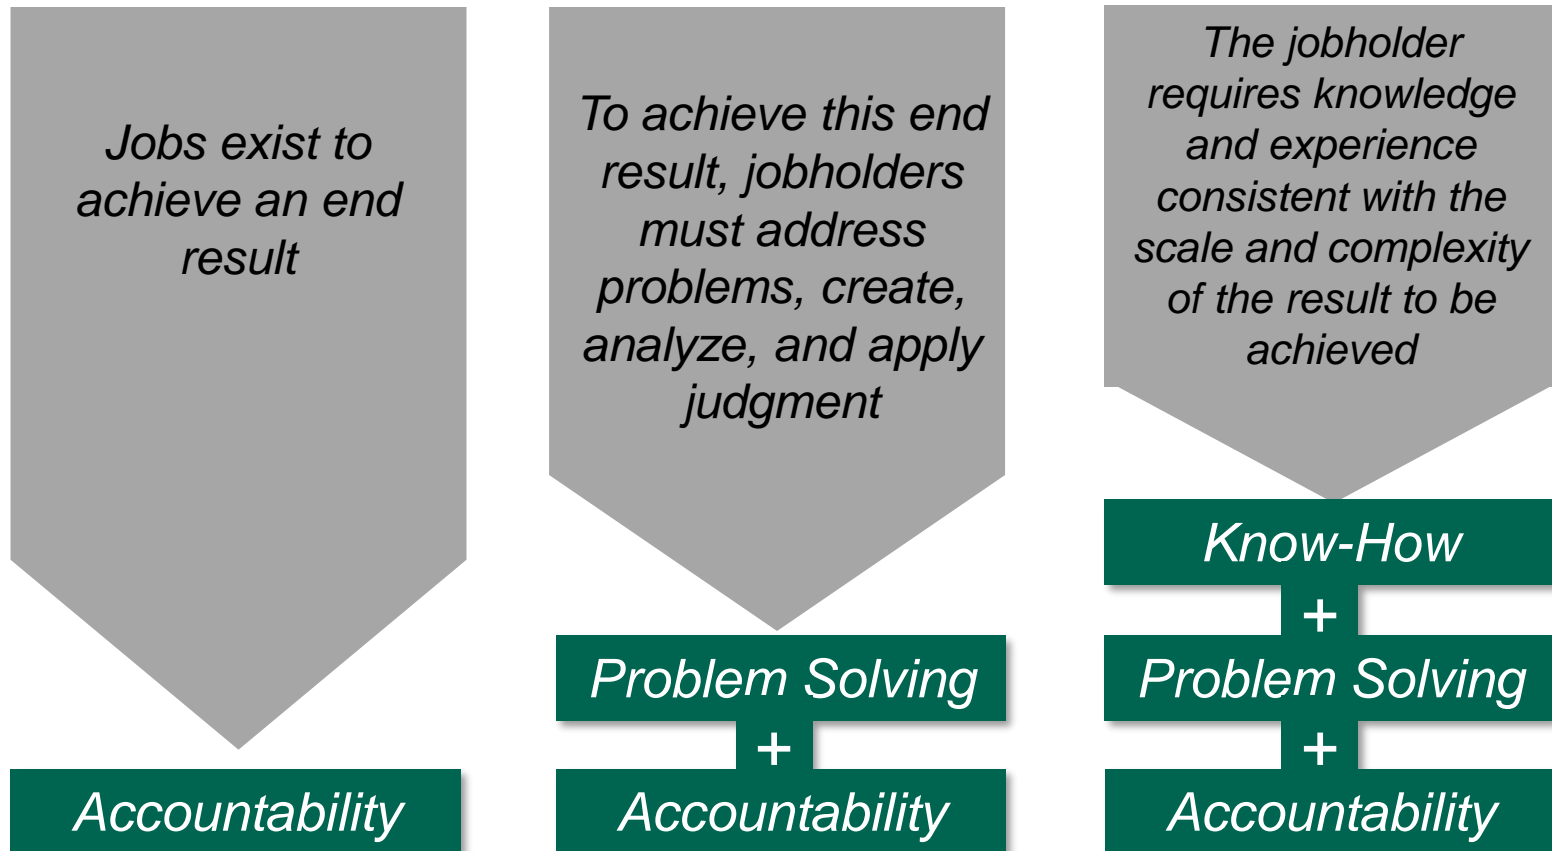 Jobs exist to
achieve an end
result
Accountability
To achieve this end
result, jobholders
must address
problems, create,
analyze, and apply
judgment
Problem Solving
+
Accountability
The jobholder
requires knowledge
and experience
consistent with the
scale and complexity
of the result to be
achieved
Know-How
+
Problem Solving
+
Accountability